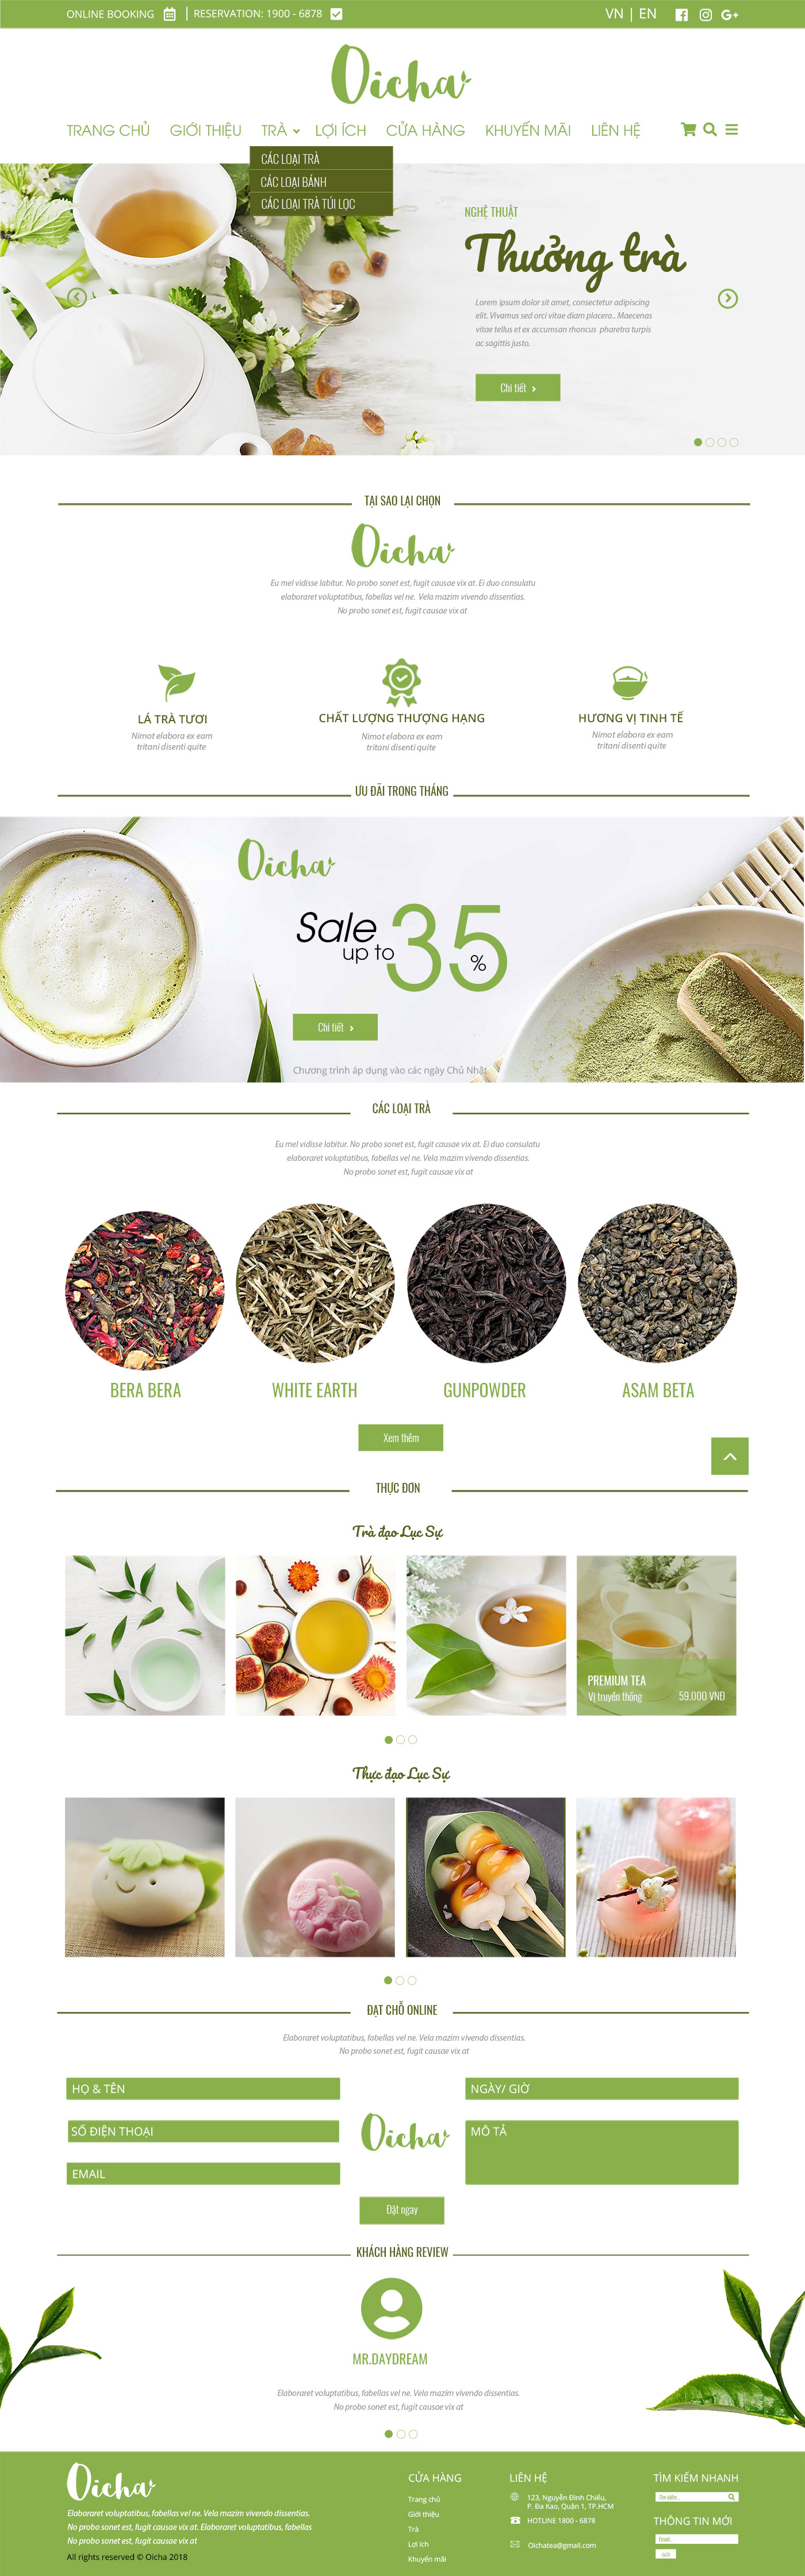 ONLINE BOOKING | RESERVATION: 1900 - 6878
VN | EN
Oicha
TRANG CHỦ GIỚI THIỆU TRÀ LỢI ÍCH CỬA HÀNG KHUYẾN MÃI LIÊN HỆ
CÁC LOẠI TRÀ
CÁC LOẠI BÁNH
CÁC LOẠI TRÀ TÚI LỌC
NGHỆ THUẬT
Thưởng trà
Lorem ipsum dolor sit amet, consectetur adipiscing
elit. Vivamus sed orci vitae diam placera.. Maecenas
vitae tellus et ex accumsan rhoncus pharetra turpis
ac sagittis justo.
Chi tiết
TẠI SAO LẠI CHỌN
Oicha
Eu mel vidisse labitur. No probo sonet est, fugit causae vix at. Ei duo consulatu
elaboraret voluptatibus, fabellas vel ne. Vela mazim vivendo dissentias.
No probo sonet est, fugit causae vix at
LÁ TRÀ TƯƠI
Nimot elabora ex eam
tritani disenti quite
CHẤT LƯỢNG THƯỢNG HẠNG
Nimot elabora ex eam
tritani disenti quite
HƯƠNG VỊ TINH TẾ
Nimot elabora ex eam
tritani disenti quite
ƯU ĐÃI TRONG THÁNG
Oicha
Sale
up to 35 %
Chi tiết
Chương trình áp dụng vào các ngày Chủ Nhật
CÁC LOẠI TRÀ
Eu mel vidisse labitur. No probo sonet est, fugit causae vix at. Ei duo consulatu
elaboraret voluptatibus, fabellas vel ne. Vela mazim vivendo dissentias.
No probo sonet est, fugit causae vix at
BERA BERA
WHITE EARTH
GUNPOWDER
ASAM BETA
Xem thêm
THỰC ĐƠN
Trà đạo Lục Sự
PREMIUM TEA
Vị truyền thống 59.000 VNĐ
Thực đạo Lục Sự
ĐẶT CHỖ ONLINE
Elaboraret voluptatibus, fabellas vel ne. Vela mazim vivendo dissentias.
No probo sonet est, fugit causae vix at
HỌ & TÊN
SỐ ĐIỆN THOẠI
EMAIL
Oicha
NGÀY/ GIỜ
MÔ TẢ
Đặt ngay
KHÁCH HÀNG REVIEW
MR.DAYDREAM
Elaboraret voluptatibus, fabellas vel ne. Vela mazim vivendo dissentias.
No probo sonet est, fugit causae vix at
Oicha
Elaboraret voluptatibus, fabellas vel ne. Vela mazim vivendo dissentias.
No probo sonet est, fugit causae vix at. Elaboraret voluptatibus, fabellas
No probo sonet est, fugit causae vix at
All rights reserved © Oicha 2018
CỬA HÀNG
Trang chủ
Giới thiệu
Trà
Lợi ích
Khuyến mãi
LIÊN HỆ
123, Nguyễn Đình Chiểu,
P. Đa Kao, Quận 1, TP.HCM
HOTLINE 1800 - 6878
Oichatea@gmail.com
TÌM KIẾM NHANH
Tìm kiếm..
THÔNG TIN MỚI
Email ..
GỬI